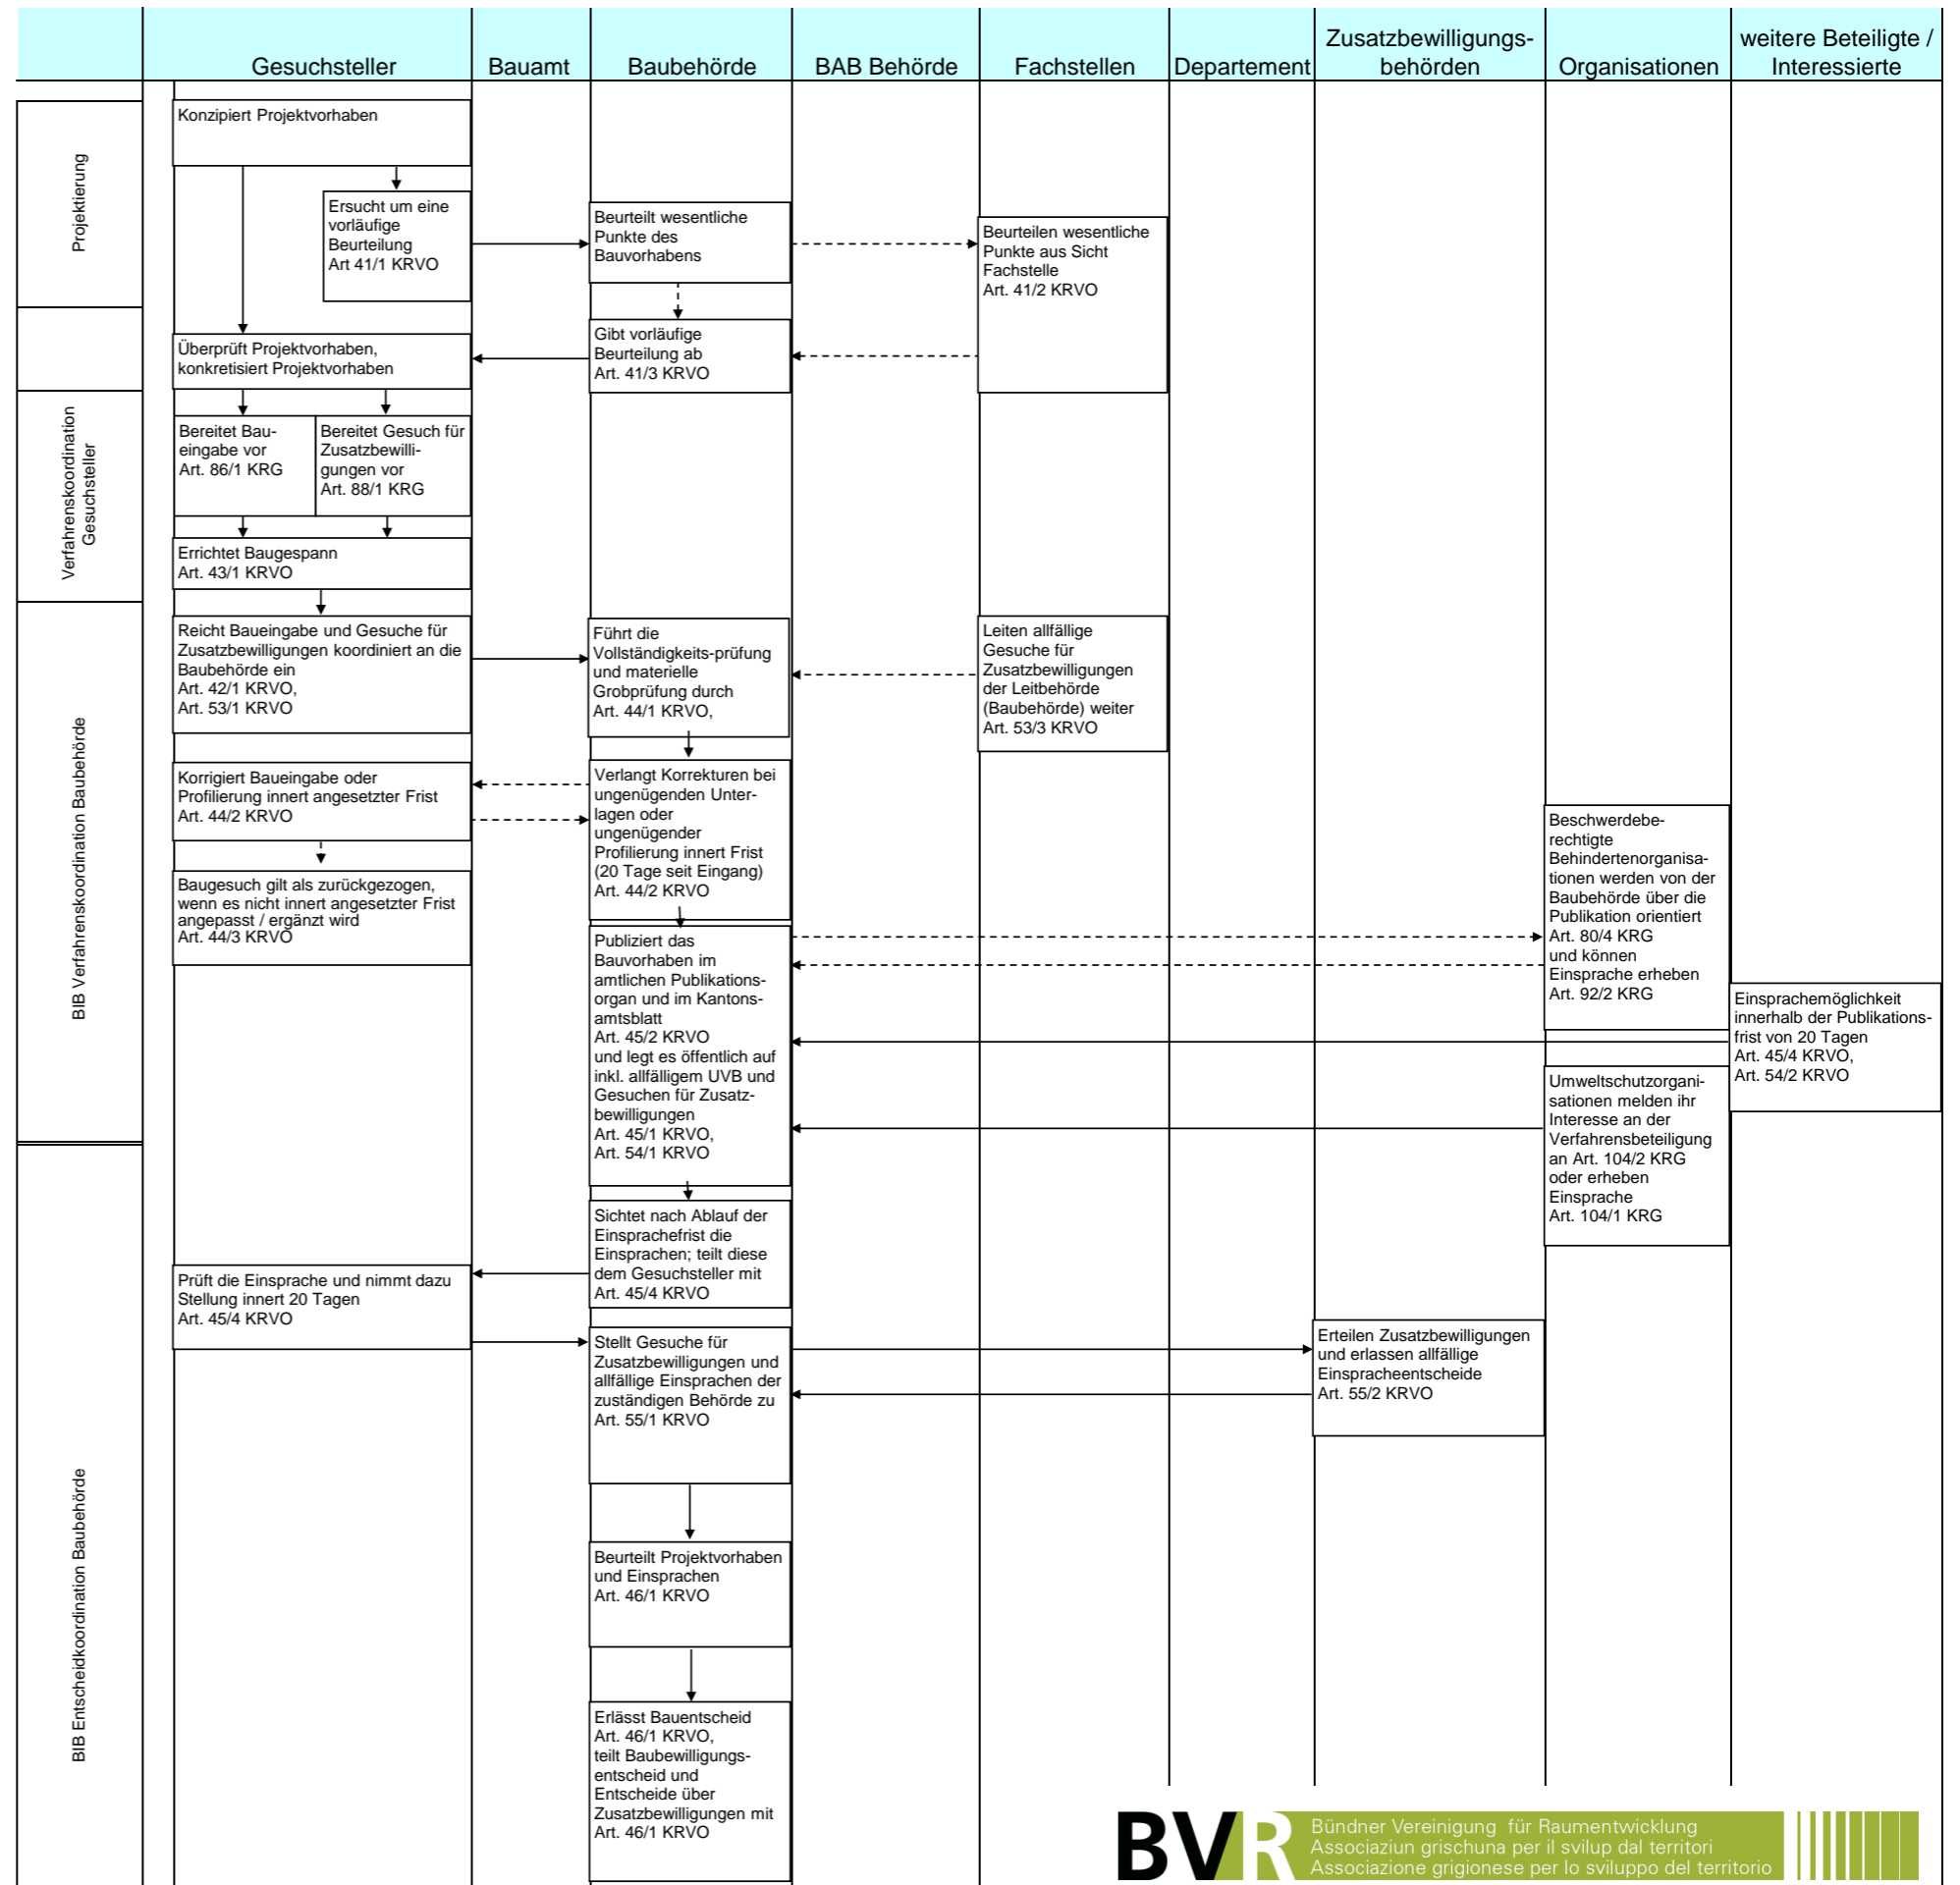 Gesuchsteller
Bauamt
Baubehörde
BAB Behörde
Fachstellen
Departement
Zusatzbewilligungs-
behörden
Organisationen
weitere Beteiligte /
Interessierte
Projektierung
Konzipiert Projektvorhaben
Ersucht um eine
vorläufige
Beurteilung
Art 41/1 KRVO
Beurteilt wesentliche
Punkte des
Bauvorhabens
Beurteilen wesentliche
Punkte aus Sicht
Fachstelle
Art. 41/2 KRVO
Gibt vorläufige
Beurteilung ab
Art. 41/3 KRVO
Überprüft Projektvorhaben,
konkretisiert Projektvorhaben
Verfahrenskoordination
Gesuchsteller
Bereitet Bau-
eingabe vor
Art. 86/1 KRG
Bereitet Gesuch für
Zusatzbewilli-
gungen vor
Art. 88/1 KRG
Errichtet Baugespann
Art. 43/1 KRVO
BIB Verfahrenskoordination Baubehörde
Reicht Baueingabe und Gesuche für
Zusatzbewilligungen koordiniert an die
Baubehörde ein
Art. 42/1 KRVO,
Art. 53/1 KRVO
Führt die
Vollständigkeits-prüfung
und materielle
Grobprüfung durch
Art. 44/1 KRVO,
Leiten allfällige
Gesuche für
Zusatzbewilligungen
der Leitbehörde
(Baubehörde) weiter
Art. 53/3 KRVO
Korrigiert Baueingabe oder
Profilierung innert angesetzter Frist
Art. 44/2 KRVO
Verlangt Korrekturen bei
ungenügenden Unter-
lagen oder
ungenügender
Profilierung innert Frist
(20 Tage seit Eingang)
Art. 44/2 KRVO
Baugesuch gilt als zurückgezogen,
wenn es nicht innert angesetzter Frist
angepasst / ergänzt wird
Art. 44/3 KRVO
Beschwerdebe-
rechtigte
Behindertenorganisa-
tionen werden von der
Baubehörde über die
Publikation orientiert
Art. 80/4 KRG
und können
Einsprache erheben
Art. 92/2 KRG
Publiziert das
Bauvorhaben im
amtlichen Publikations-
organ und im Kantons-
amtsblatt
Art. 45/2 KRVO
und legt es öffentlich auf
inkl. allfälligem UVB und
Gesuchen für Zusatz-
bewilligungen
Art. 45/1 KRVO,
Art. 54/1 KRVO
Einsprachemöglichkeit
innerhalb der Publikations-
frist von 20 Tagen
Art. 45/4 KRVO,
Art. 54/2 KRVO
Umweltschutzorgani-
sationen melden ihr
Interesse an der
Verfahrensbeteiligung
an Art. 104/2 KRG
oder erheben
Einsprache
Art. 104/1 KRG
BIB Entscheidkoordination Baubehörde
Sichtet nach Ablauf der
Einsprachefrist die
Einsprachen; teilt diese
dem Gesuchsteller mit
Art. 45/4 KRVO
Prüft die Einsprache und nimmt dazu
Stellung innert 20 Tagen
Art. 45/4 KRVO
Stellt Gesuche für
Zusatzbewilligungen und
allfällige Einsprachen der
zuständigen Behörde zu
Art. 55/1 KRVO
Erteilen Zusatzbewilligungen
und erlassen allfällige
Einspracheentscheide
Art. 55/2 KRVO
Beurteilt Projektvorhaben
und Einsprachen
Art. 46/1 KRVO
Erlässt Bauentscheid
Art. 46/1 KRVO,
teilt Baubewilligungs-
entscheid und
Entscheide über
Zusatzbewilligungen mit
Art. 46/1 KRVO
BVR
Bündner Vereinigung für Raumentwicklung
Associaziun grischuna per il svilup dal territori
Associazione grigionese per lo sviluppo del territorio